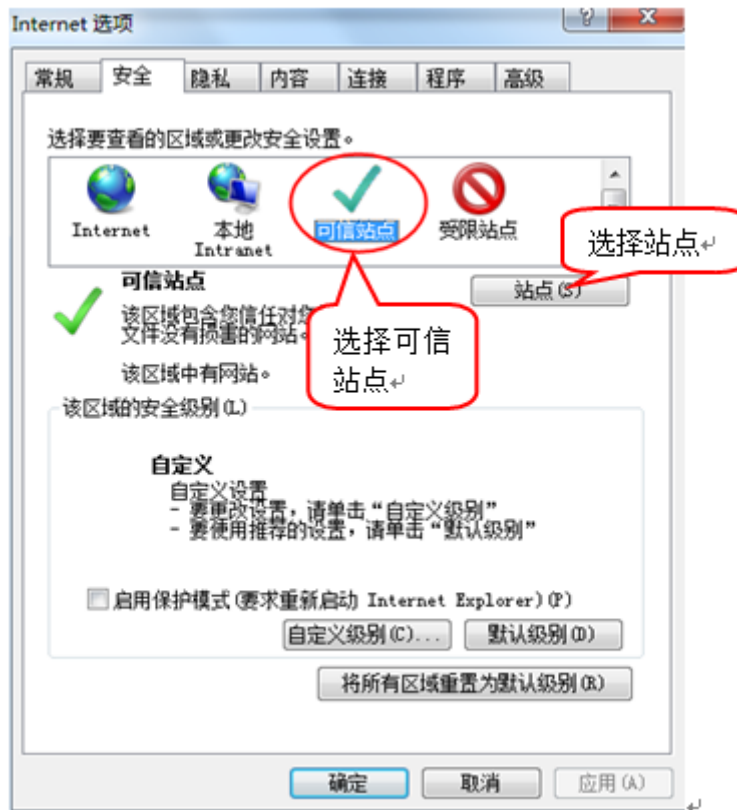 Internet 选项
常规 安全 隐私 内容 连接 程序 高级
选择要查看的区域或更改安全设置。
Internet 本地 Intranet 可信站点 受限站点
选择站点
可信站点
站点(S)
该区域包含您信任对您
文件没有损害的网站。
选择可信
站点
该区域中有网站。
该区域的安全级别(L)
自定义
自定义设置
- 要更改设置，请单击“自定义级别”
- 要使用推荐的设置，请单击“默认级别”
启用保护模式(要求重新启动 Internet Explorer)(P)
自定义级别(C)... 默认级别(D)
将所有区域重置为默认级别(R)
确定 取消 应用(A)